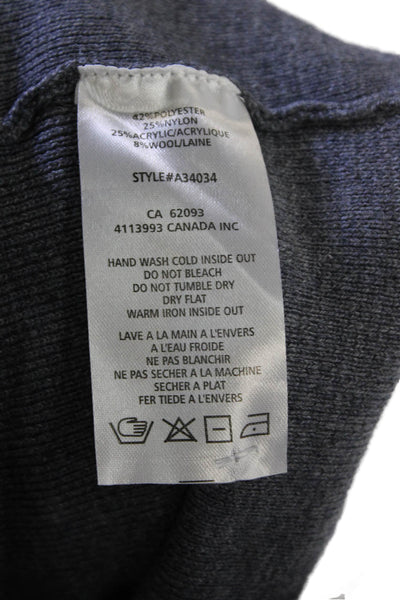 42% POLYESTER
25% NYLON
25% ACRYLIC/ACRYLIQUE
8% WOOL/LAINE
STYLE#A34034
CA 62093
4113993 CANADA INC
HAND WASH COLD INSIDE OUT
DO NOT BLEACH
DO NOT TUMBLE DRY
DRY FLAT
WARM IRON INSIDE OUT
LAVE A LA MAIN A L'ENVERS
A L'EAU FROIDE
NE PAS BLANCHIR
NE PAS SECHER A LA MACHINE
SECHER A PLAT
FER TIEDE A L'ENVERS